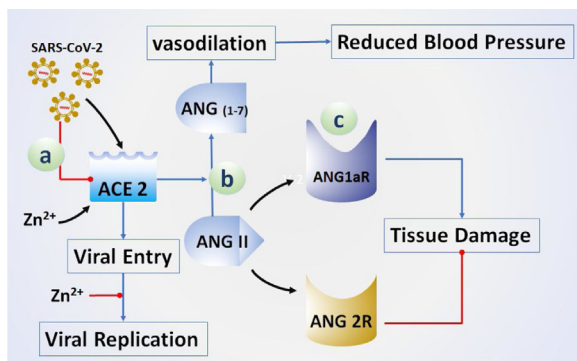 SARS-CoV-2
vasodilation
Reduced Blood Pressure
ANG (1-7)
a
c
ACE 2
b
ANG1aR
Zn2+
ANG II
Tissue Damage
Viral Entry
Zn2+
ANG 2R
Viral Replication